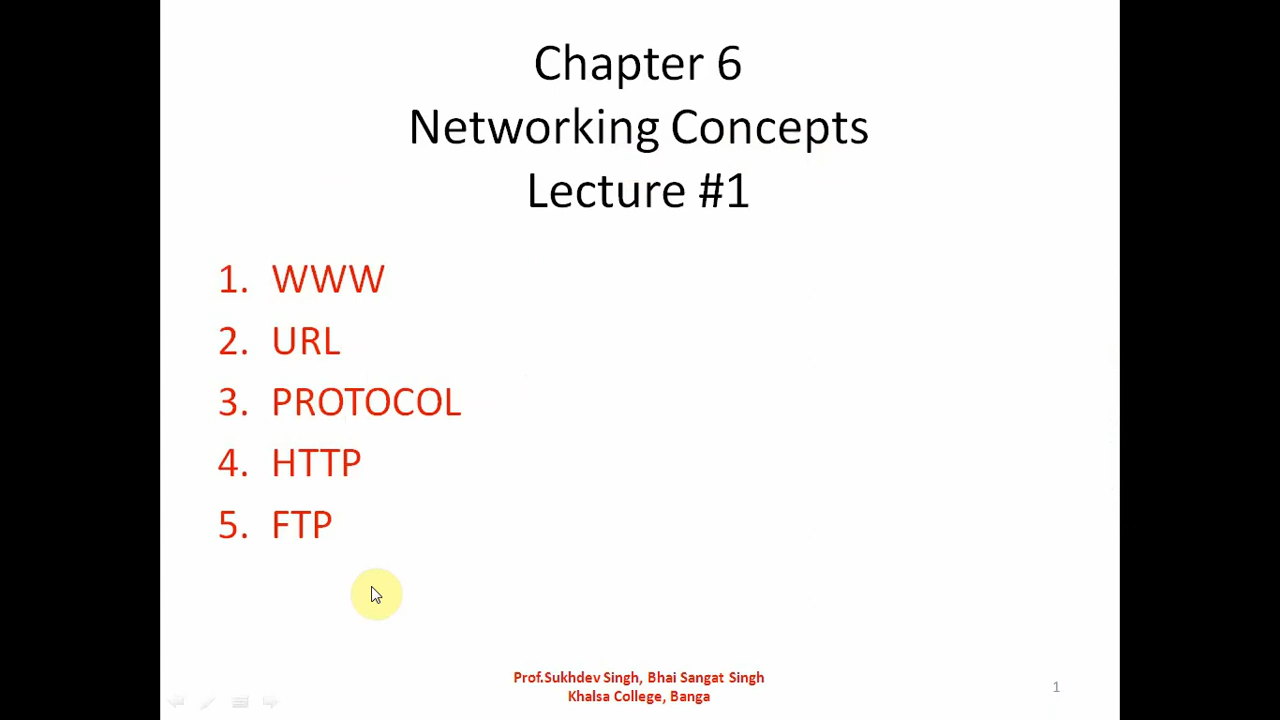 Chapter 6
Networking Concepts
Lecture #1
1. WWW
2. URL
3. PROTOCOL
4. HTTP
5. FTP
Prof.Sukhdev Singh, Bhai Sangat Singh
Khalsa College, Banga
1